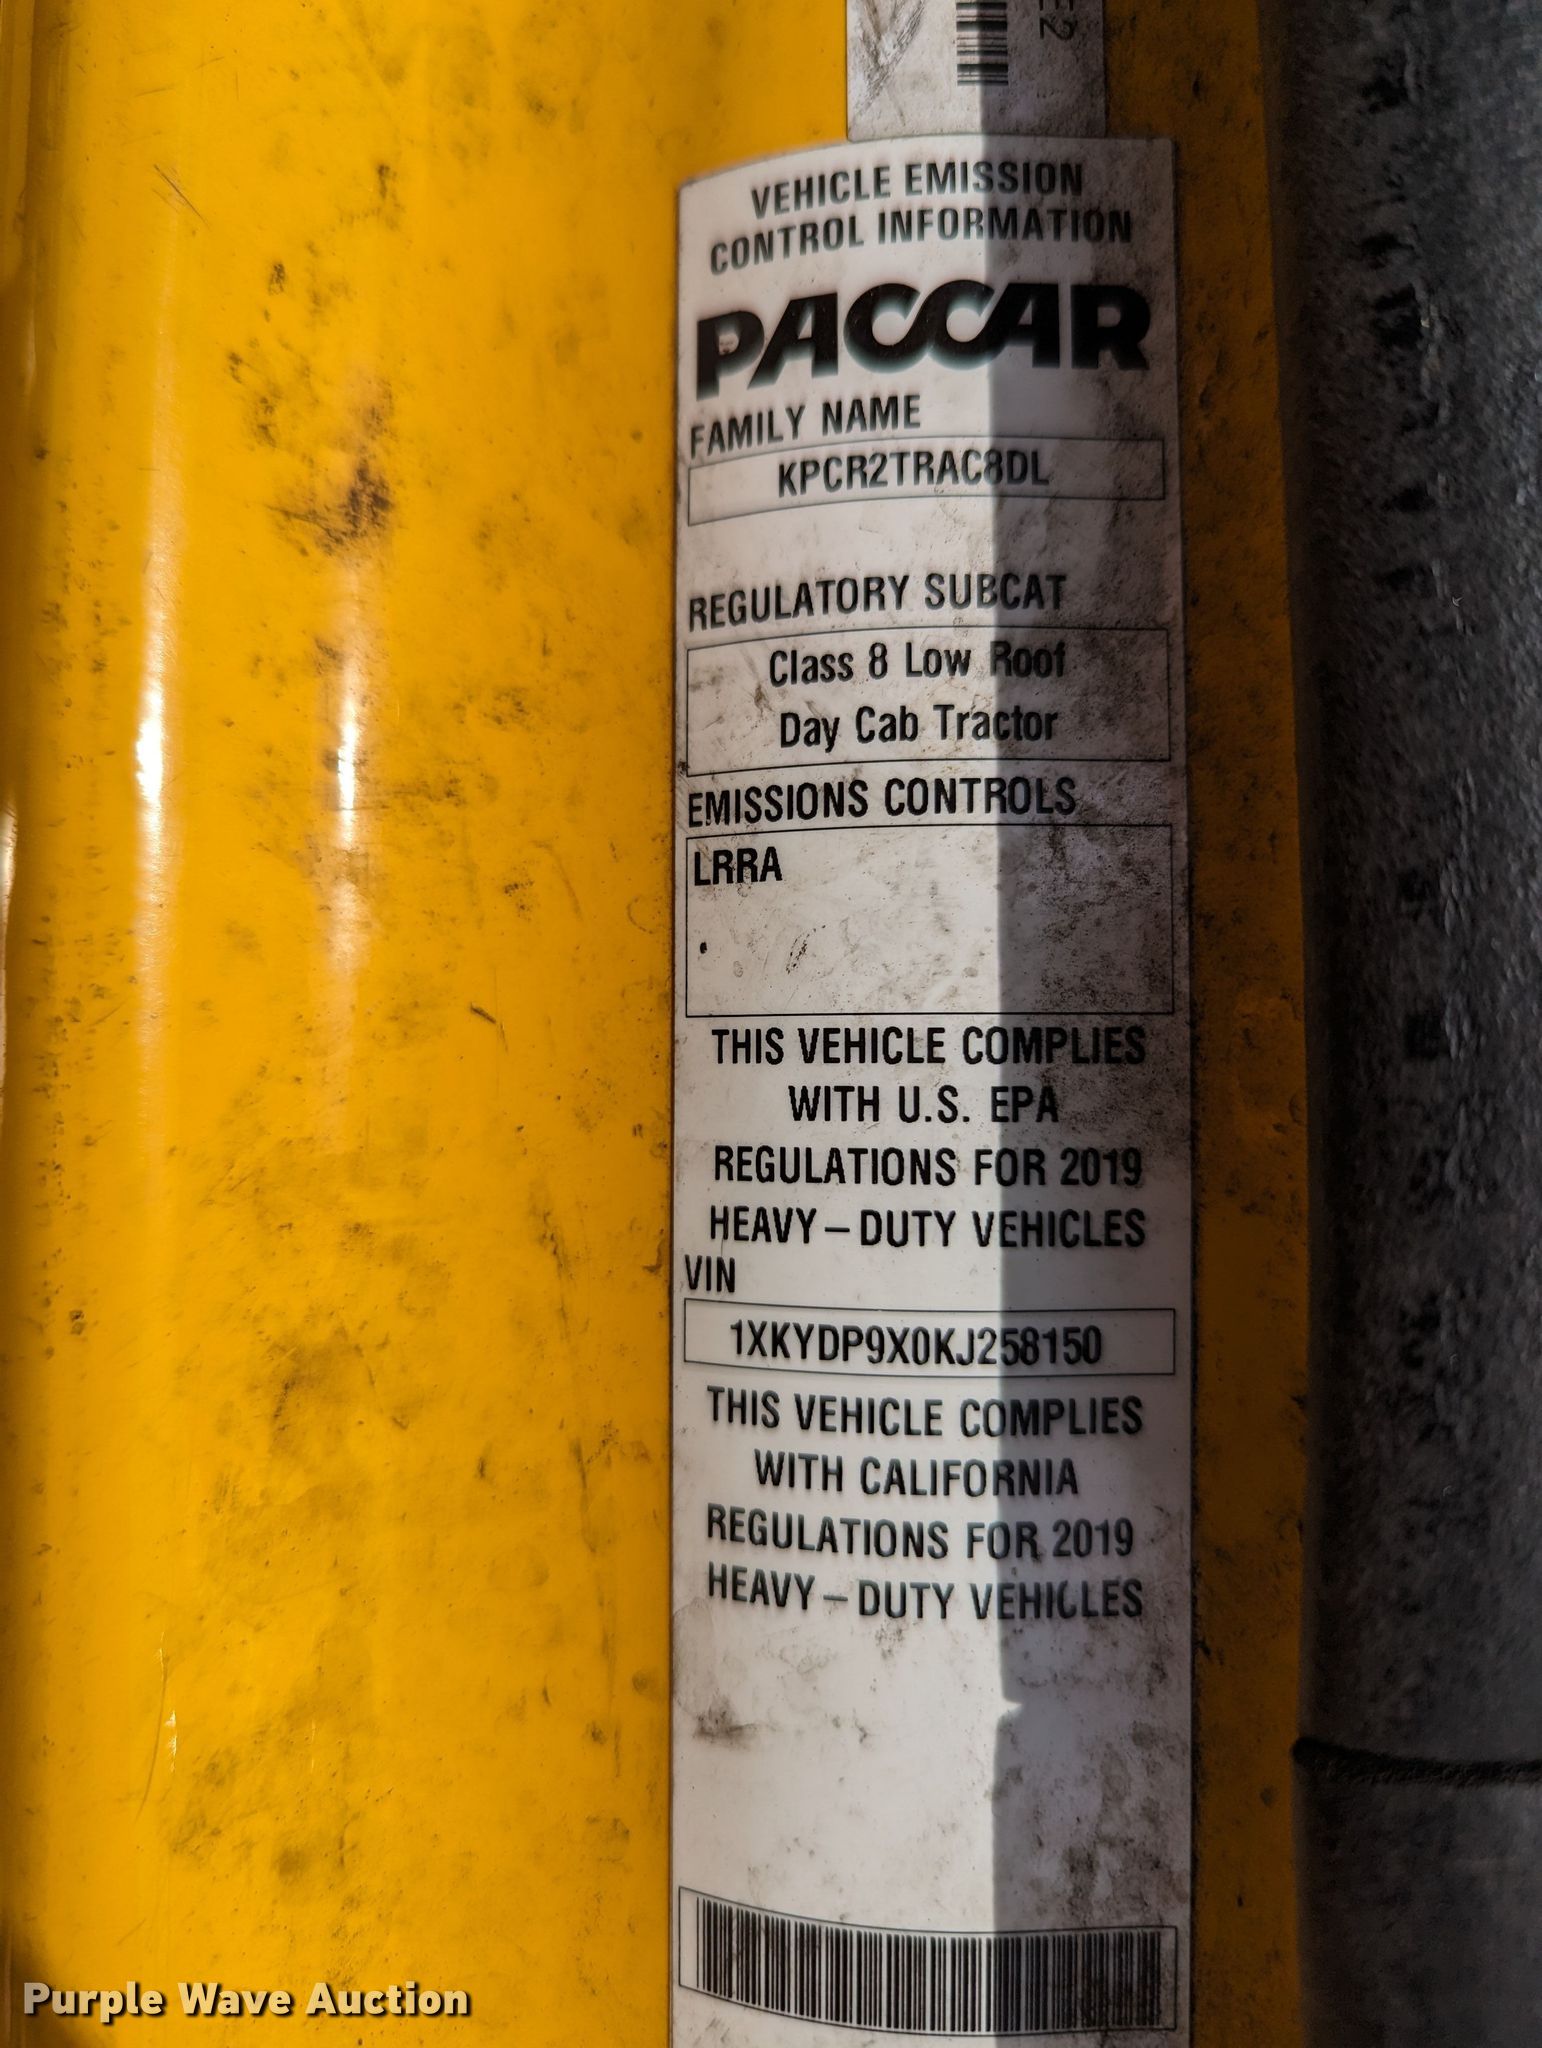 E2
VEHICLE EMISSION
CONTROL INFORMATION
PACCAR
FAMILY NAME
KPCR2TRAC8DL
REGULATORY SUBCAT
Class 8 Low Roof
Day Cab Tractor
EMISSIONS CONTROLS
LRRA
THIS VEHICLE COMPLIES
WITH U.S. EPA
REGULATIONS FOR 2019
HEAVY-DUTY VEHICLES
VIN
1XKYDP9X0KJ258150
THIS VEHICLE COMPLIES
WITH CALIFORNIA
REGULATIONS FOR 2019
HEAVY-DUTY VEHICLES
Purple Wave Auction